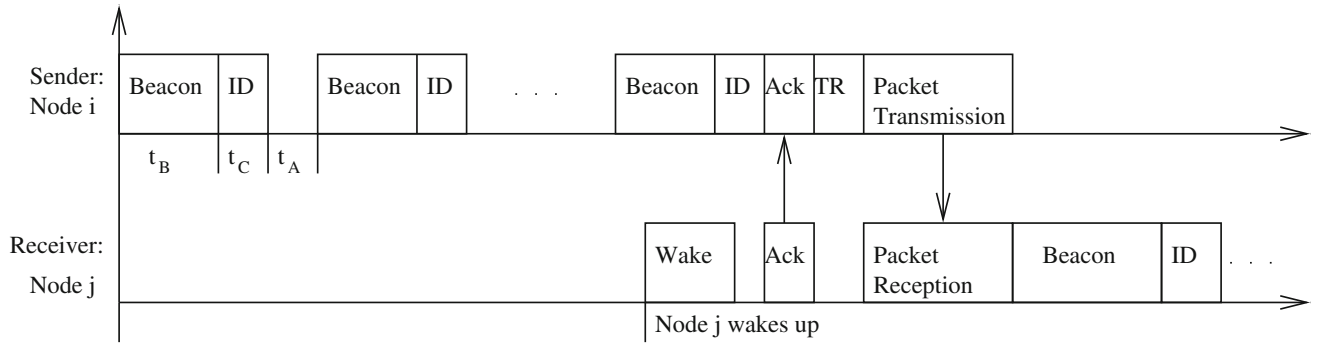 Sender:
Node i
Beacon ID Beacon ID . . . Beacon ID Ack TR Packet
Transmission
t_B t_C t_A
Receiver:
Node j
Wake Ack Packet
Reception Beacon ID . . .
Node j wakes up